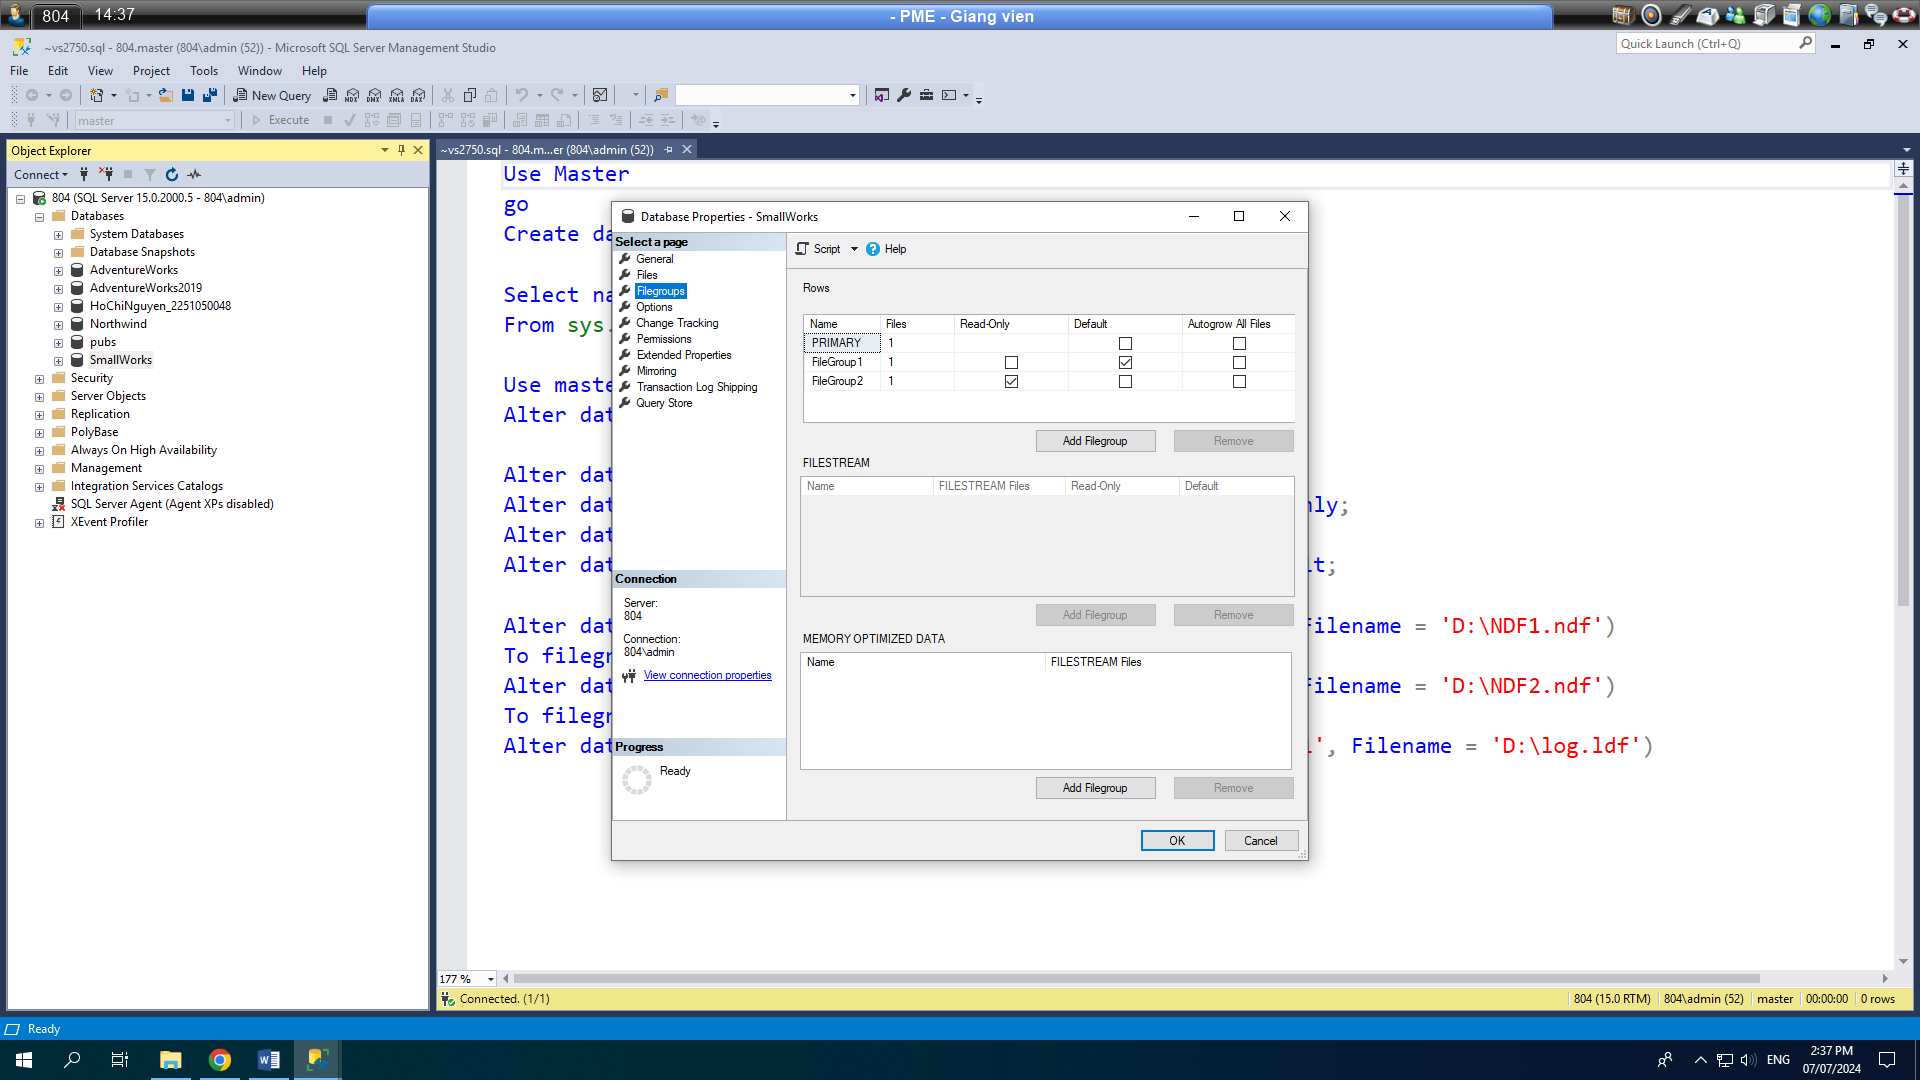 804
14:37
- PME - Giang vien
~vs2750.sql - 804.master (804\admin (52)) - Microsoft SQL Server Management Studio
Quick Launch (Ctrl+Q)
File Edit View Project Tools Window Help
New Query
MDX DMX XMLA DAX
master
Execute
Object Explorer
Connect
804 (SQL Server 15.0.2000.5 - 804\admin)
Databases
System Databases
Database Snapshots
AdventureWorks
AdventureWorks2019
HoChiNguyen_2251050048
Northwind
pubs
SmallWorks
Security
Server Objects
Replication
PolyBase
Always On High Availability
Management
Integration Services Catalogs
SQL Server Agent (Agent XPs disabled)
XEvent Profiler
~vs2750.sql - 804.m...er (804\admin (52))
Use Master
go
Create da
Select na
From sys.
Use maste
Alter dat
Alter dat
Alter dat
nly;
Alter dat
Alter dat
lt;
Alter dat
Filename = 'D:\NDF1.ndf')
To filegr
Alter dat
Filename = 'D:\NDF2.ndf')
To filegr
Alter dat
', Filename = 'D:\log.ldf')
Database Properties - SmallWorks
Select a page
General
Files
Filegroups
Options
Change Tracking
Permissions
Extended Properties
Mirroring
Transaction Log Shipping
Query Store
Connection
Server:
804
Connection:
804\admin
View connection properties
Progress
Ready
Script
Help
Rows
Name Files Read-Only Default Autogrow All Files
PRIMARY 1
FileGroup1 1
FileGroup2 1
Add Filegroup Remove
FILESTREAM
Name FILESTREAM Files Read-Only Default
Add Filegroup Remove
MEMORY OPTIMIZED DATA
Name FILESTREAM Files
Add Filegroup Remove
OK Cancel
177 %
Connected. (1/1)
804 (15.0 RTM) 804\admin (52) master 00:00:00 0 rows
Ready
ENG
2:37 PM
07/07/2024